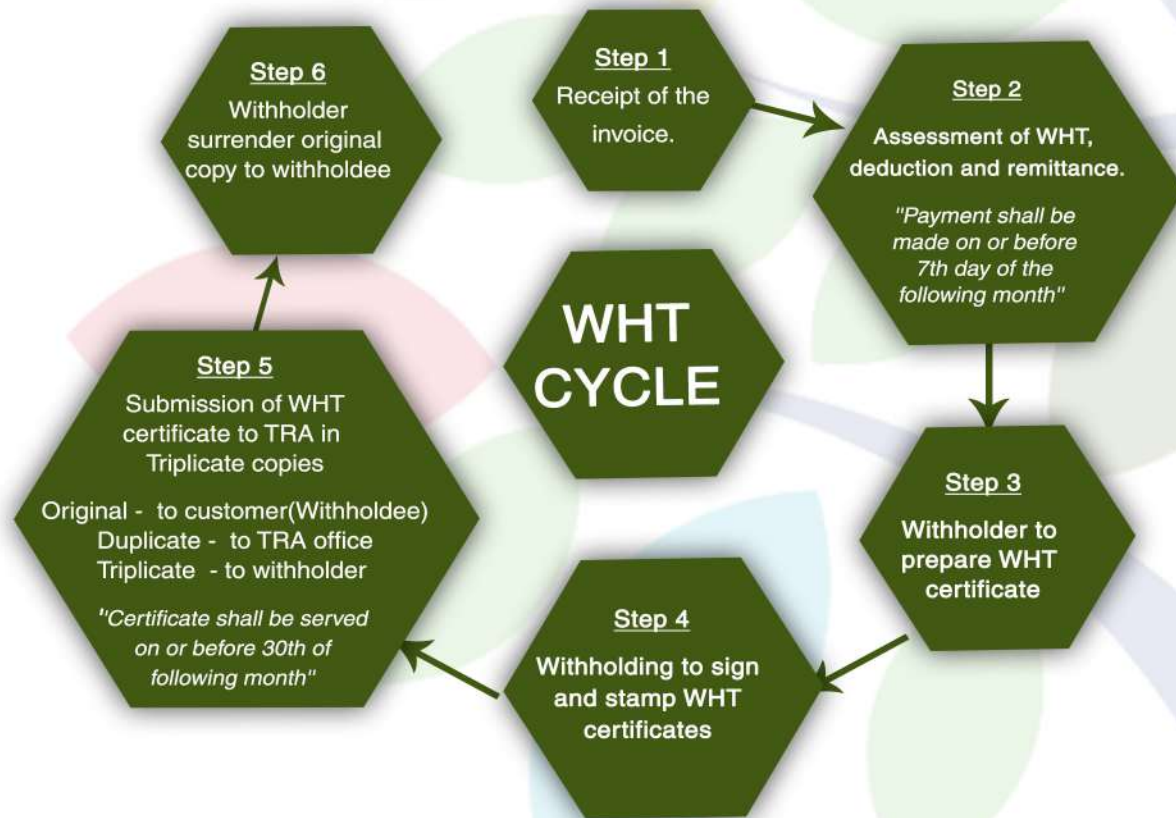 WHT
CYCLE
Step 1
Receipt of the
invoice.
Step 2
Assessment of WHT,
deduction and remittance.
"Payment shall be
made on or before
7th day of the
following month"
Step 3
Withholder to
prepare WHT
certificate
Step 4
Withholding to sign
and stamp WHT
certificates
Step 5
Submission of WHT
certificate to TRA in
Triplicate copies
Original - to customer(Withholdee)
Duplicate - to TRA office
Triplicate - to withholder
"Certificate shall be served
on or before 30th of
following month"
Step 6
Withholder
surrender original
copy to withholdee